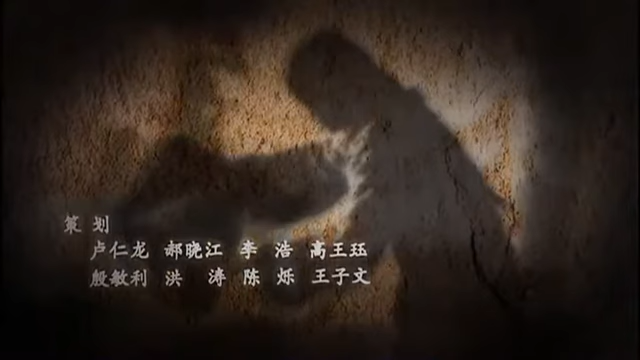 策 划
卢仁龙 郝晓江 李 浩 高王珏
殷敏利 洪 涛 陈 烁 王子文